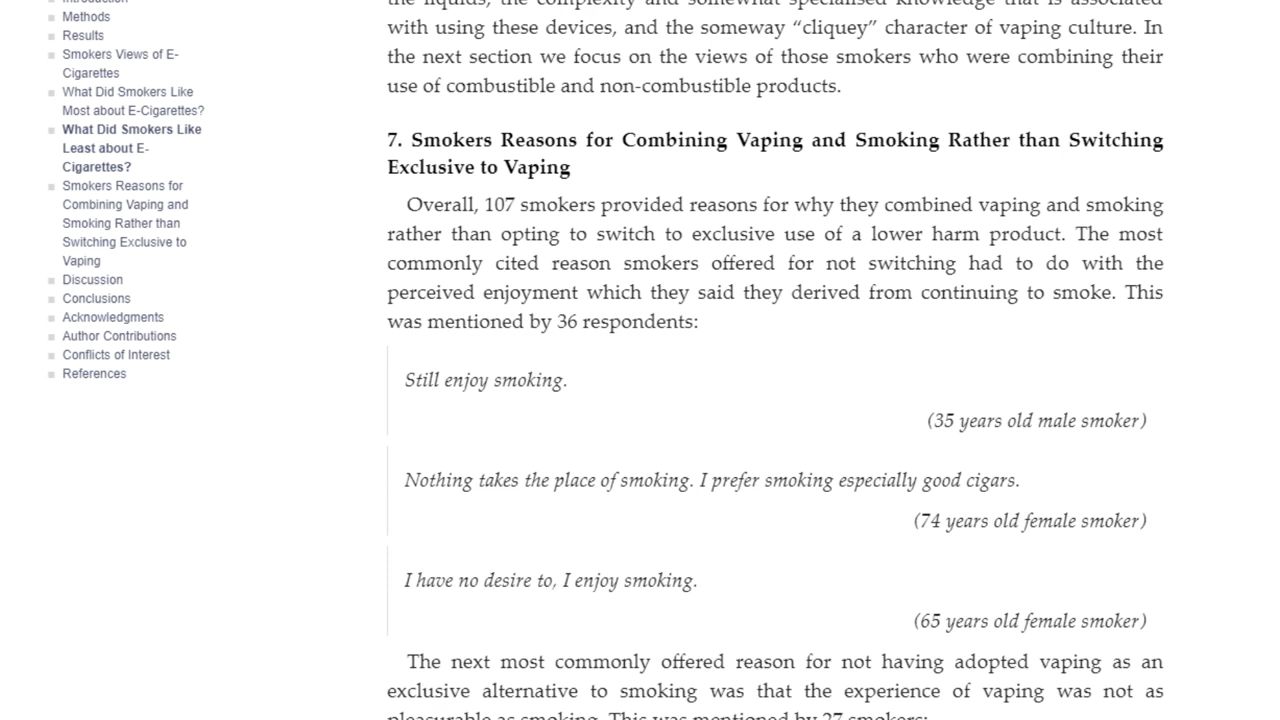 Introduction
Methods
Results
Smokers Views of E-
Cigarettes
What Did Smokers Like
Most about E-Cigarettes?
What Did Smokers Like
Least about E-
Cigarettes?
Smokers Reasons for
Combining Vaping and
Smoking Rather than
Switching Exclusive to
Vaping
Discussion
Conclusions
Acknowledgments
Author Contributions
Conflicts of Interest
References
the liquids, the complexity and somewhat specialised knowledge that is associated
with using these devices, and the someway “cliquey” character of vaping culture. In
the next section we focus on the views of those smokers who were combining their
use of combustible and non-combustible products.
7. Smokers Reasons for Combining Vaping and Smoking Rather than Switching
Exclusive to Vaping
Overall, 107 smokers provided reasons for why they combined vaping and smoking
rather than opting to switch to exclusive use of a lower harm product. The most
commonly cited reason smokers offered for not switching had to do with the
perceived enjoyment which they said they derived from continuing to smoke. This
was mentioned by 36 respondents:
Still enjoy smoking.
(35 years old male smoker)
Nothing takes the place of smoking. I prefer smoking especially good cigars.
(74 years old female smoker)
I have no desire to, I enjoy smoking.
(65 years old female smoker)
The next most commonly offered reason for not having adopted vaping as an
exclusive alternative to smoking was that the experience of vaping was not as
pleasurable as smoking. This was mentioned by 27 smokers: